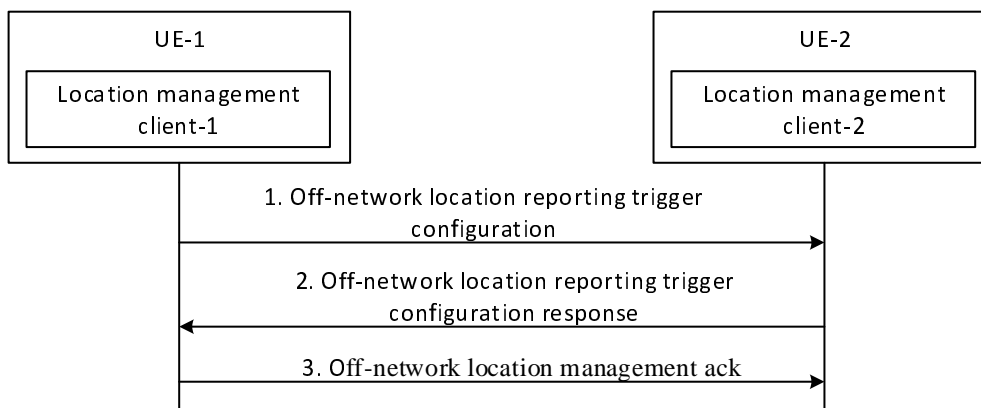 UE-1
UE-2
Location management
client-1
Location management
client-2
1. Off-network location reporting trigger
configuration
2. Off-network location reporting trigger
configuration response
3. Off-network location management ack